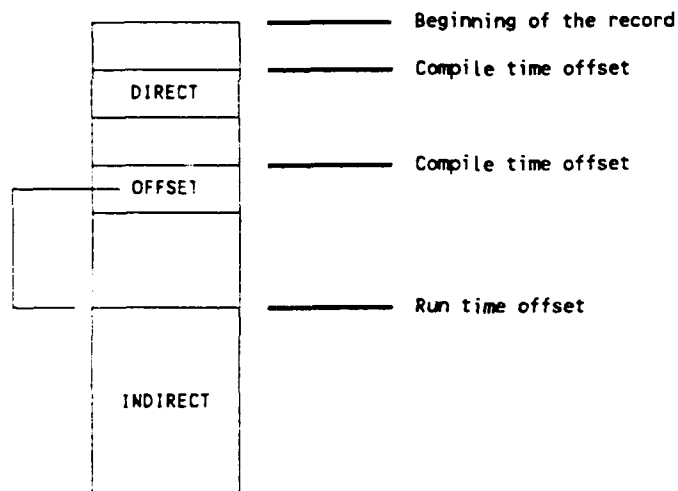 Beginning of the record
Compile time offset
DIRECT
Compile time offset
OFFSET
Run time offset
INDIRECT